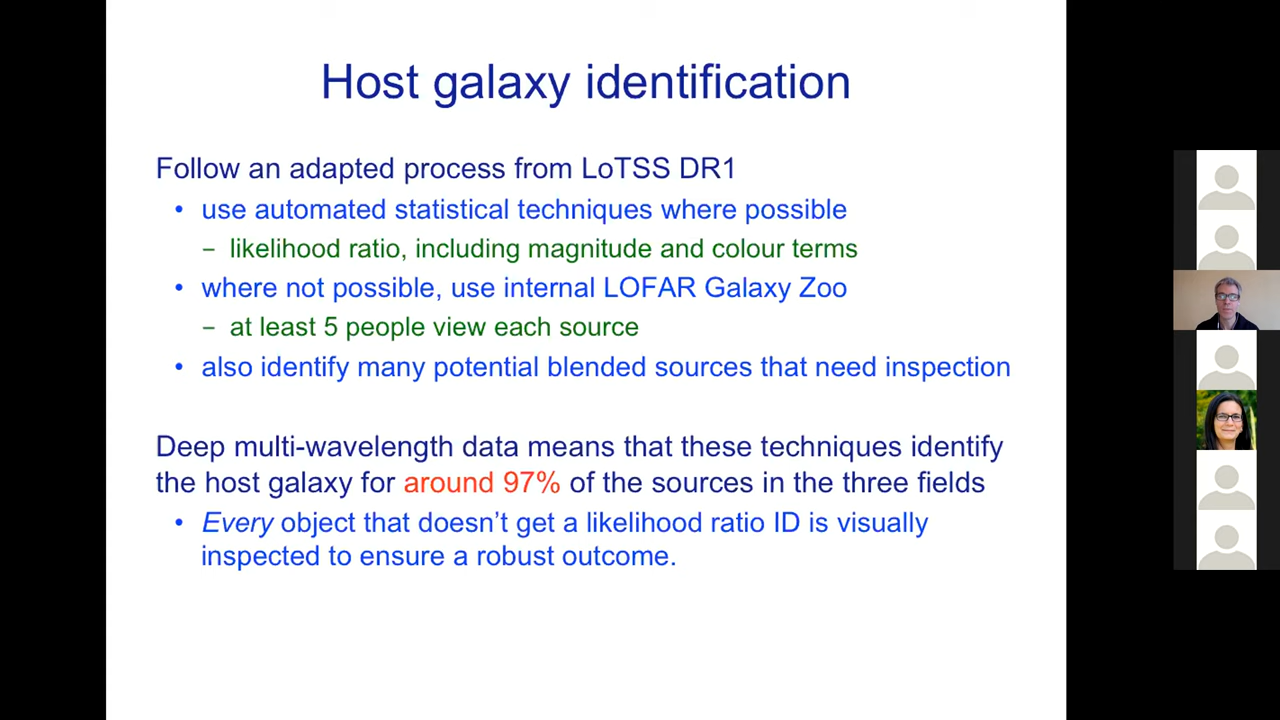 Host galaxy identification
Follow an adapted process from LoTSS DR1
• use automated statistical techniques where possible
– likelihood ratio, including magnitude and colour terms
• where not possible, use internal LOFAR Galaxy Zoo
– at least 5 people view each source
• also identify many potential blended sources that need inspection
Deep multi-wavelength data means that these techniques identify
the host galaxy for around 97% of the sources in the three fields
• Every object that doesn't get a likelihood ratio ID is visually
inspected to ensure a robust outcome.